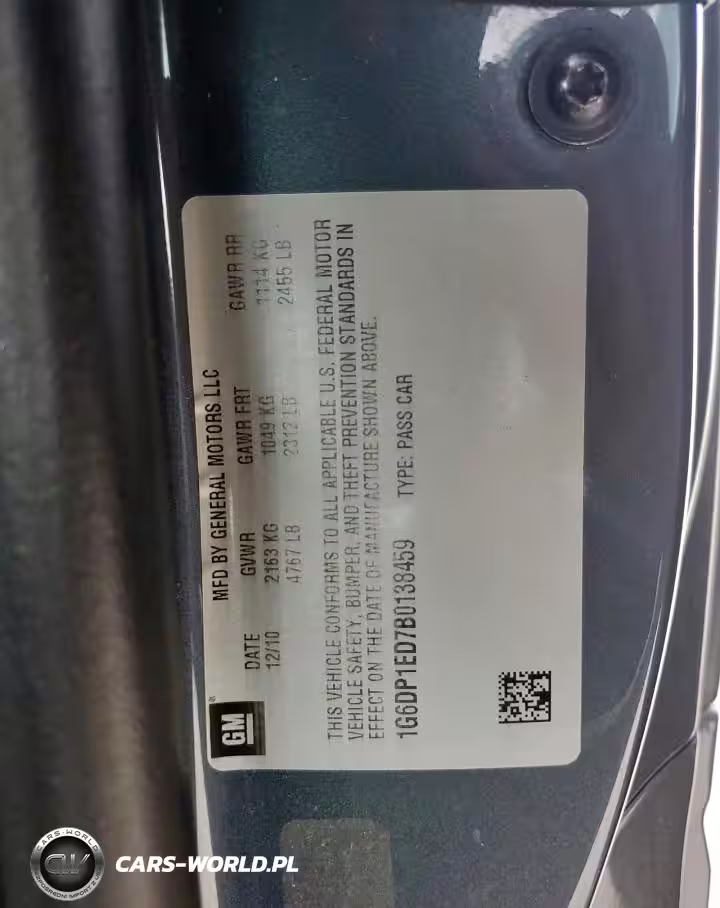 GM
®
MFD BY GENERAL MOTORS LLC
DATE GVWR GAWR FRT GAWR RR
12/10 2163 KG 1049 KG 1114 KG
4767 LB 2312 LB 2455 LB
THIS VEHICLE CONFORMS TO ALL APPLICABLE U.S. FEDERAL MOTOR
VEHICLE SAFETY, BUMPER, AND THEFT PREVENTION STANDARDS IN
EFFECT ON THE DATE OF MANUFACTURE SHOWN ABOVE.
1G6DP1ED7B0138459 TYPE: PASS CAR
CARS-WORLD
CW
CARS-WORLD.PL